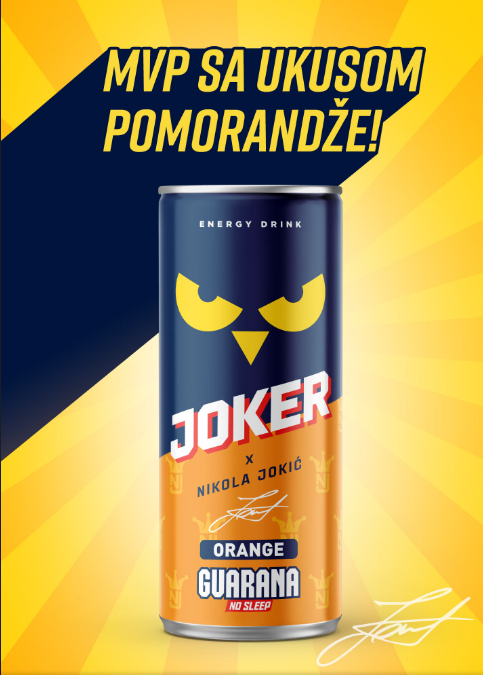 MVP SA UKUSOM
POMORANDŽE!
ENERGY DRINK
JOKER
X
NIKOLA JOKIĆ
ORANGE
GUARANA
NO SLEEP